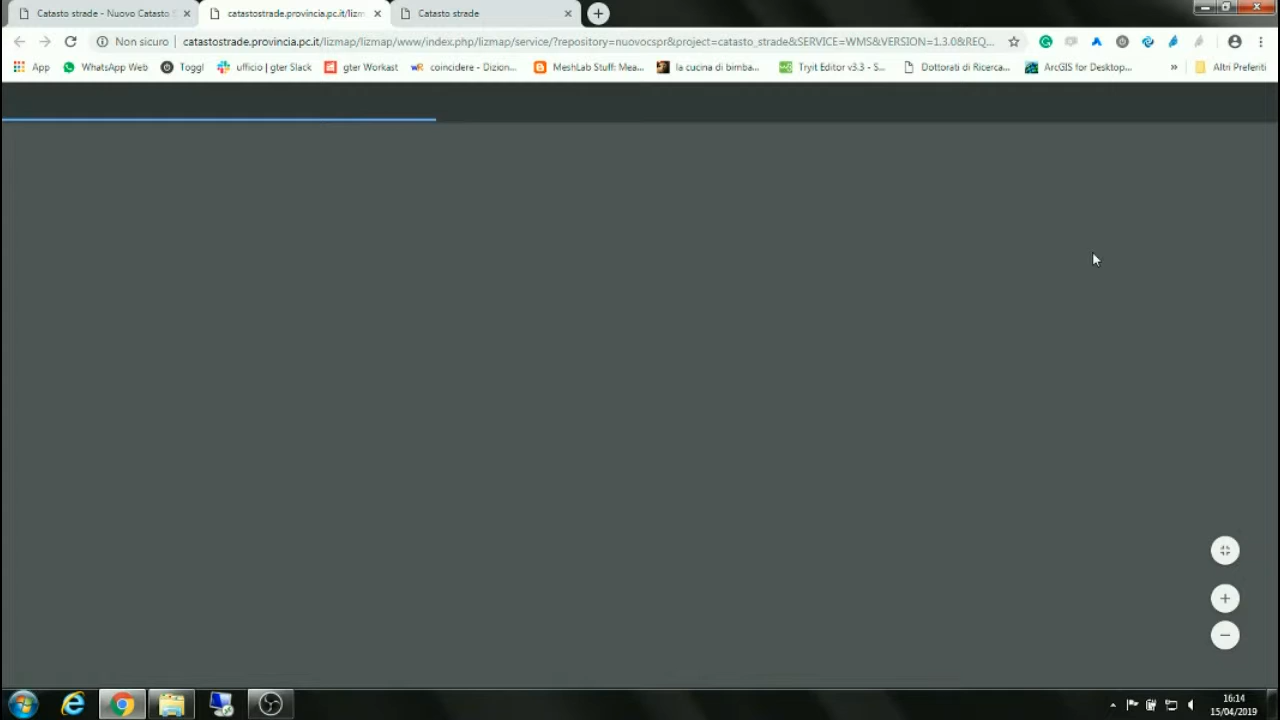 Catasto strade - Nuovo Catasto
catastostrade.provincia.pc.it/lizm
Catasto strade
Non sicuro
catastostrade.provincia.pc.it/lizmap/lizmap/www/index.php/lizmap/service/?repository=nuovocspr&project=catasto_strade&SERVICE=WMS&VERSION=1.3.0&REQ...
App
WhatsApp Web
Toggl
ufficio | gter Slack
gter Workast
wR coincidere - Dizion...
MeshLab Stuff: Mea...
la cucina di bimba...
Tryit Editor v3.3 - S...
Dottorati di Ricerca...
ArcGIS for Desktop...
»
Altri Preferiti
16:14
15/04/2019